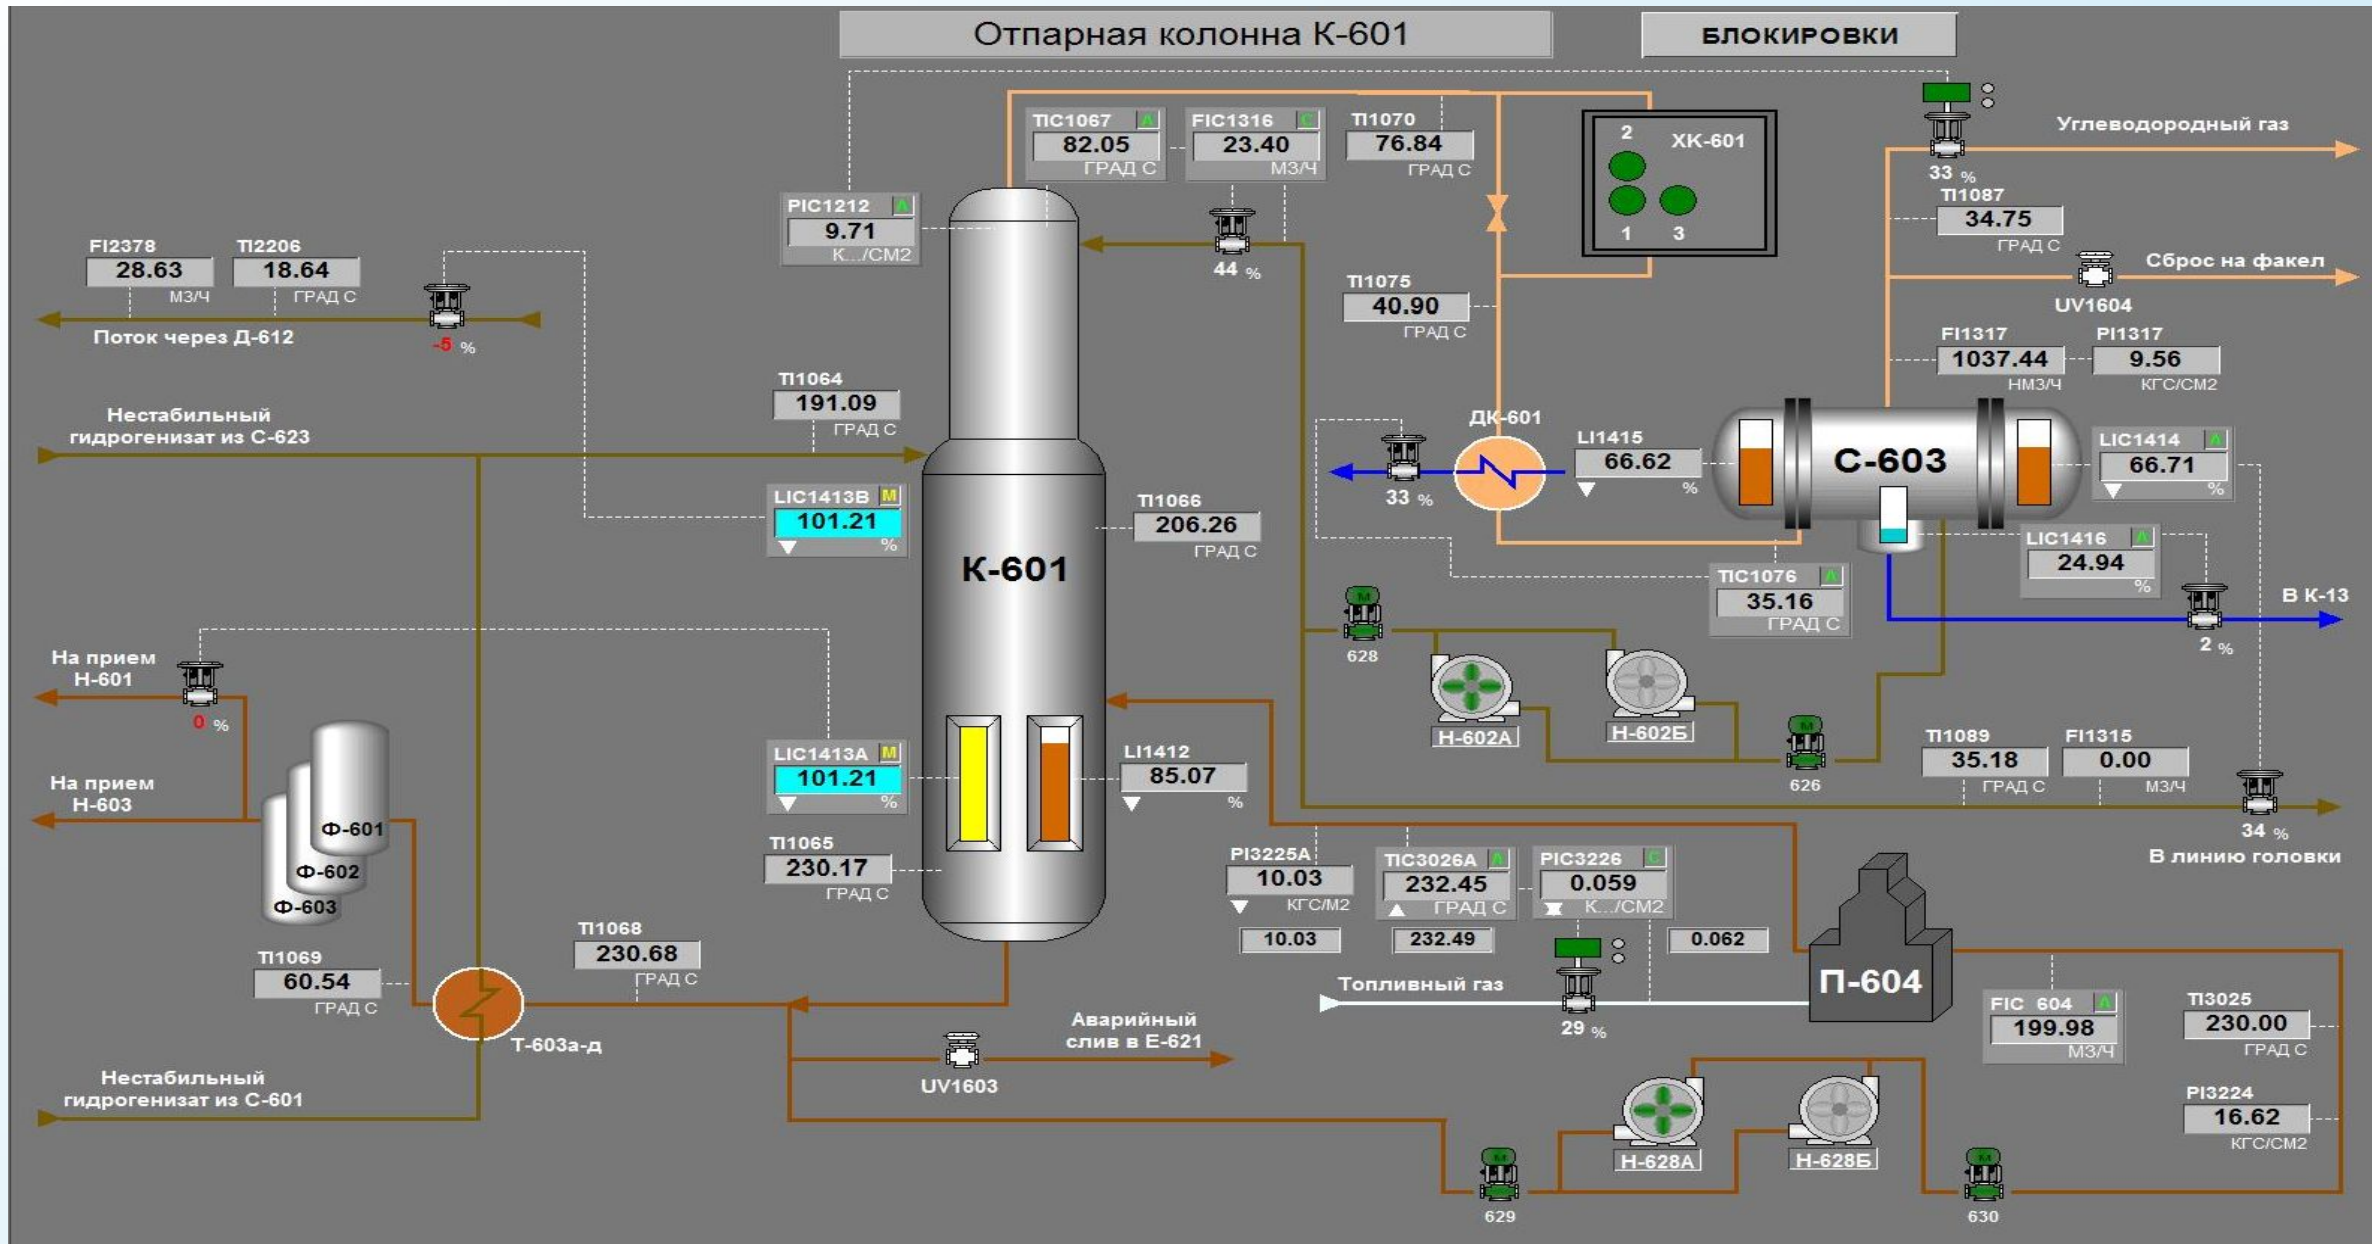 Отпарная колонна К-601
БЛОКИРОВКИ
TIC1067 A
82.05
ГРАД С
FIC1316 C
23.40
М3/Ч
TI1070
76.84
ГРАД С
2
ХК-601
1
3
33 %
Углеводородный газ
TI1087
34.75
ГРАД С
PIC1212 A
9.71
К.../СМ2
44 %
FI2378
28.63
М3/Ч
TI2206
18.64
ГРАД С
Поток через Д-612
-5 %
TI1075
40.90
ГРАД С
Сброс на факел
UV1604
FI1317
1037.44
НМ3/Ч
PI1317
9.56
КГС/СМ2
TI1064
191.09
ГРАД С
Нестабильный
гидрогенизат из С-623
ДК-601
33 %
LI1415
66.62
%
С-603
LIC1414 A
66.71
%
LIC1413B M
101.21
%
TI1066
206.26
ГРАД С
К-601
LIC1416 A
24.94
%
TIC1076 A
35.16
ГРАД С
В К-13
2 %
628
Н-602А
Н-602Б
626
На прием
Н-601
0 %
На прием
Н-603
Ф-601
Ф-602
Ф-603
LIC1413A M
101.21
%
LI1412
85.07
%
TI1089
35.18
ГРАД С
FI1315
0.00
М3/Ч
34 %
В линию головки
TI1065
230.17
ГРАД С
PI3225A
10.03
КГС/М2
10.03
TIC3026A A
232.45
ГРАД С
232.49
PIC3226 C
0.059
К.../СМ2
0.062
TI1069
60.54
ГРАД С
TI1068
230.68
ГРАД С
Т-603а-д
Топливный газ
29 %
П-604
FIC 604 A
199.98
М3/Ч
TI3025
230.00
ГРАД С
Аварийный
слив в Е-621
UV1603
Нестабильный
гидрогенизат из С-601
PI3224
16.62
КГС/СМ2
М
629
Н-628А
Н-628Б
М
630